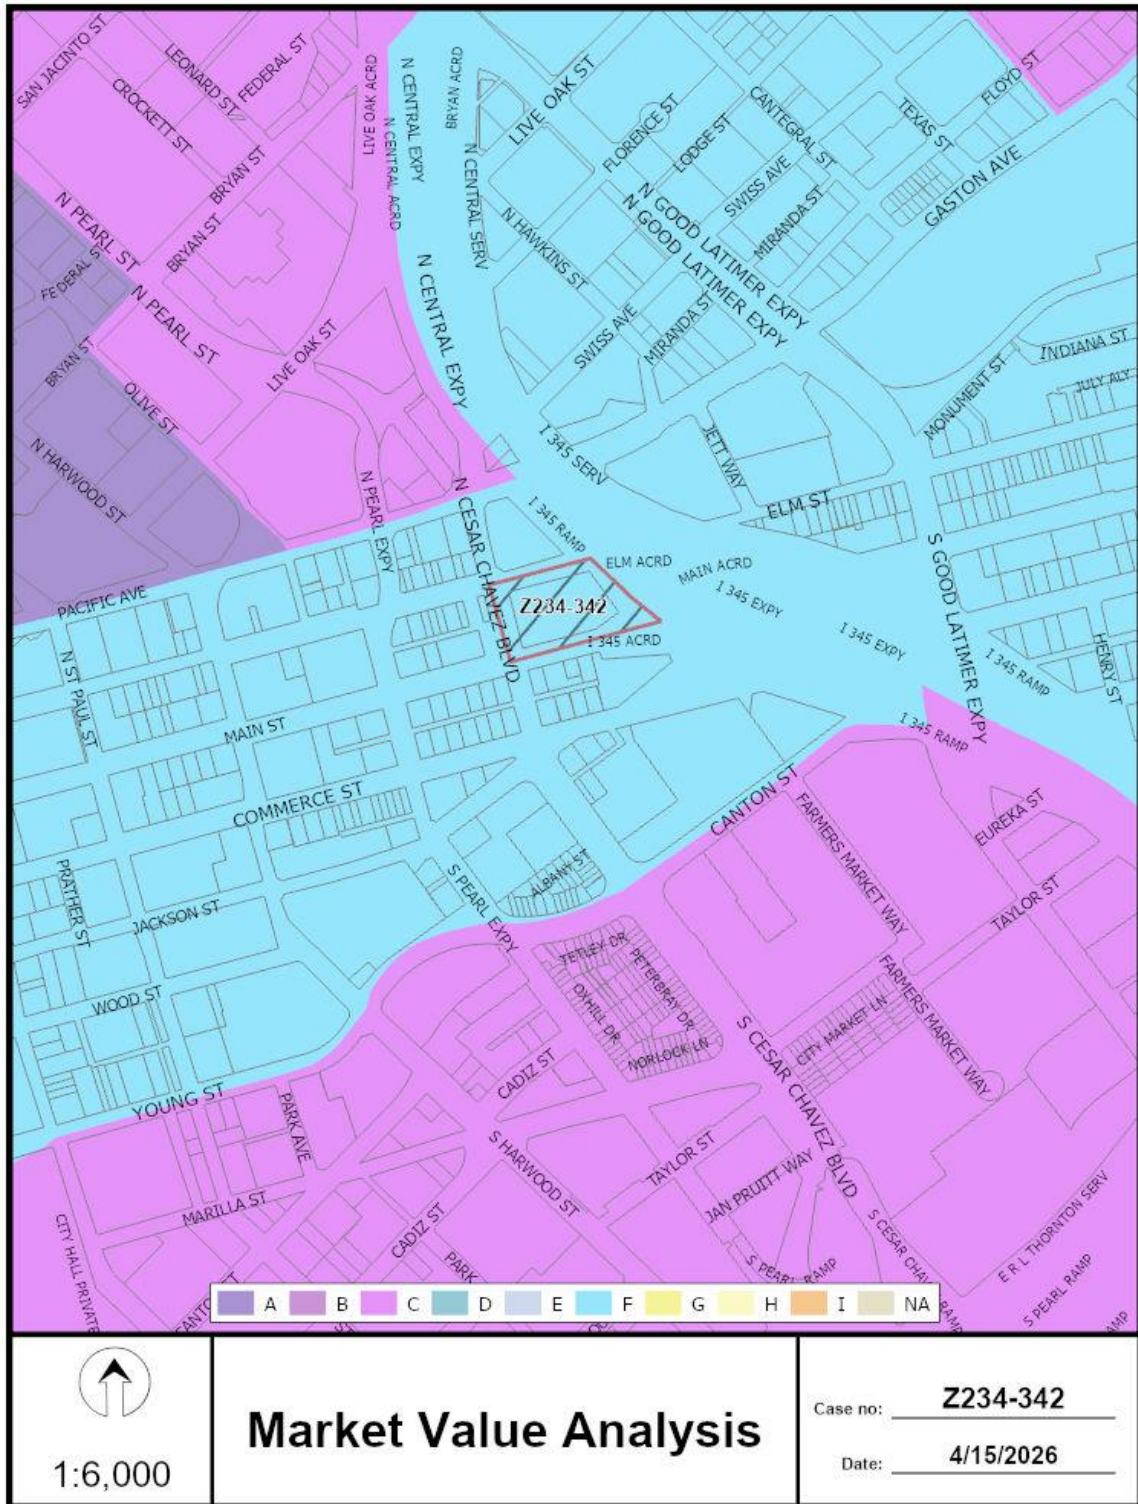 SAN JACINTO ST
LEONARD ST
FEDERAL ST
CROCKETT ST
BRYAN ST
BRYAN ST
N PEARL ST
FEDERAL S
N PEARL ST
BRYAN ST
OLIVE ST
LIVE OAK ST
N HARWOOD ST
LIVE OAK ACRD
N CENTRAL ACRD
N CENTRAL EXPY
BRYAN ACRD
N CENTRAL SERV
N CENTRAL EXPY
LIVE OAK ST
FLORENCE ST
LODGE ST
CANTEGRAL ST
TEXAS ST
FLOYD ST
SWISS AVE
GASTON AVE
MIRANDA ST
N GOOD LATIMER EXPY
N GOOD LATIMER EXPY
N HAWKINS ST
SWISS AVE
MIRANDA ST
INDIANA ST
JULY ALY
MONUMENT ST
JETT WAY
I 345 SERV
ELM ST
N PEARL EXPY
N CESAR CHAVEZ BLVD
I 345 RAMP
ELM ACRD
MAIN ACRD
I 345 EXPY
Z234-342
I 345 ACRD
I 345 EXPY
I 345 RAMP
S GOOD LATIMER EXPY
HENRY ST
PACIFIC AVE
N ST PAUL ST
MAIN ST
I 345 RAMP
COMMERCE ST
CANTON ST
FARMERS MARKET WAY
EUREKA ST
PRATHER ST
JACKSON ST
S PEARL EXPY
ALBANY ST
TAYLOR ST
TETLEY DR
PETERBRAY DR
OXHILL DR
NORLOCK LN
FARMERS MARKET WAY
CITY MARKET LN
WOOD ST
S CESAR CHAVEZ BLVD
CADIZ ST
YOUNG ST
PARK AVE
S HARWOOD ST
TAYLOR ST
JAN PRUITT WAY
MARILLA ST
CADIZ ST
CITY HALL PRIVATE
PARK
S PEARL RAMP
S CESAR CHAV
RAMP
E R L THORNTON SERV
S PEARL RAMP
AMP
CANTO
A B C D E F G H I NA
1:6,000
Market Value Analysis
Case no: Z234-342
Date: 4/15/2026